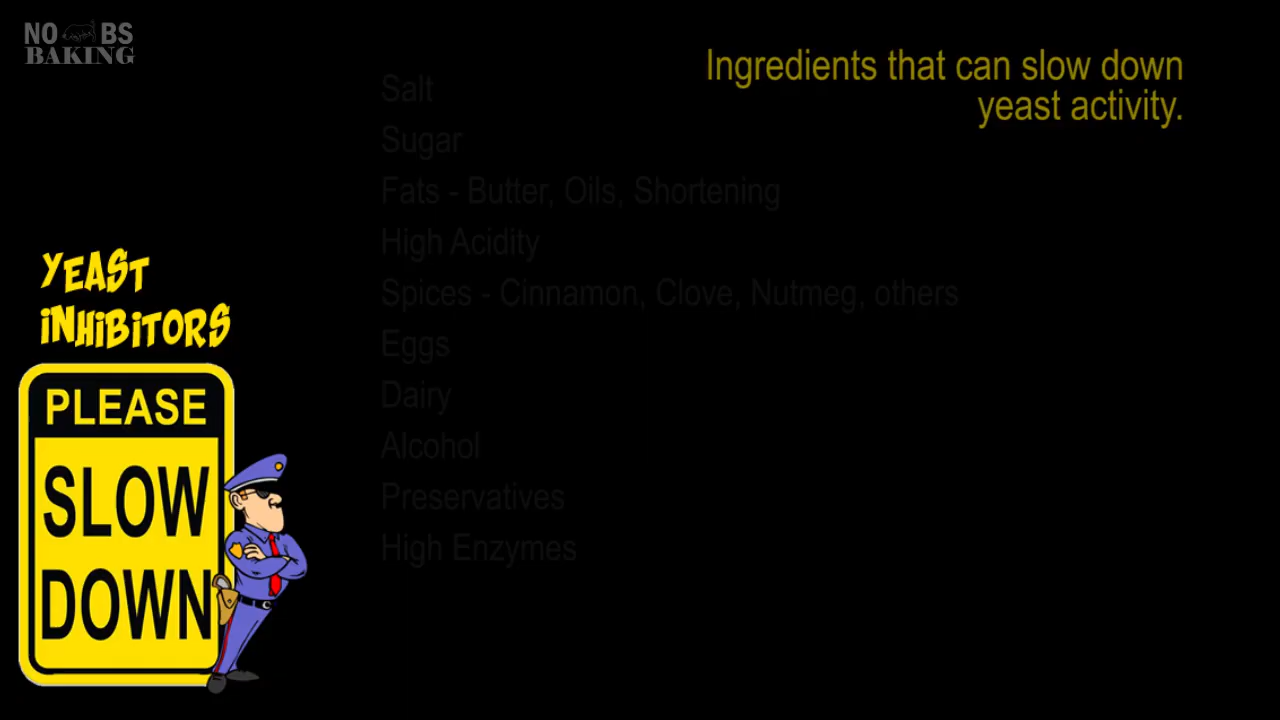 NO BS
BAKING
Ingredients that can slow down
yeast activity.
Salt
Sugar
Fats - Butter, Oils, Shortening
High Acidity
Spices - Cinnamon, Clove, Nutmeg, others
Eggs
Dairy
Alcohol
Preservatives
High Enzymes
YEAST
INHIBITORS
PLEASE
SLOW
DOWN